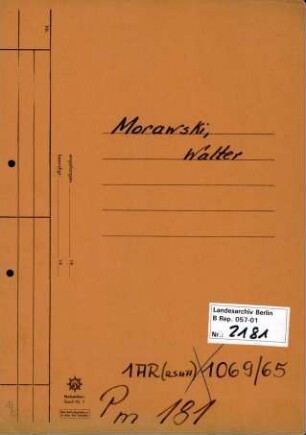 Morawski,
Walter
Landesarchiv Berlin
B Rep. 057-01
Nr.: 2181
1AR (RSHA) 1069/65
Pm 181